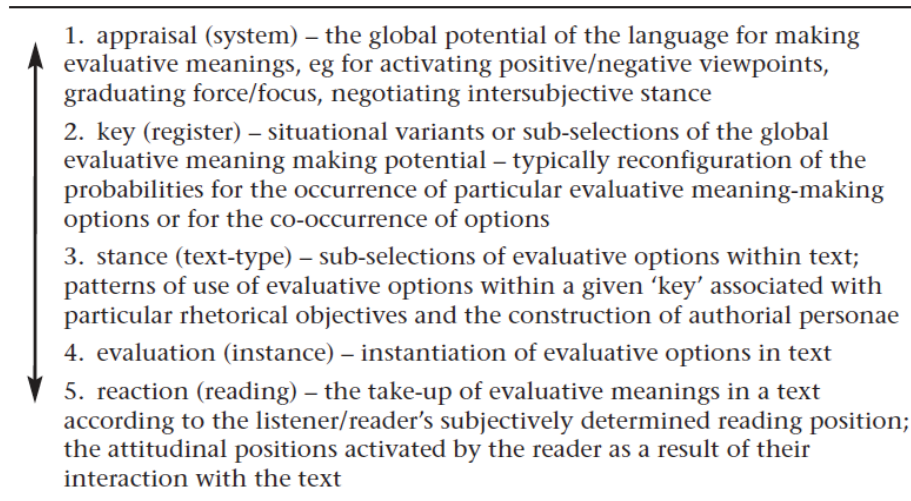 1. appraisal (system) – the global potential of the language for making
evaluative meanings, eg for activating positive/negative viewpoints,
graduating force/focus, negotiating intersubjective stance
2. key (register) – situational variants or sub-selections of the global
evaluative meaning making potential – typically reconfiguration of the
probabilities for the occurrence of particular evaluative meaning-making
options or for the co-occurrence of options
3. stance (text-type) – sub-selections of evaluative options within text;
patterns of use of evaluative options within a given ‘key’ associated with
particular rhetorical objectives and the construction of authorial personae
4. evaluation (instance) – instantiation of evaluative options in text
5. reaction (reading) – the take-up of evaluative meanings in a text
according to the listener/reader’s subjectively determined reading position;
the attitudinal positions activated by the reader as a result of their
interaction with the text